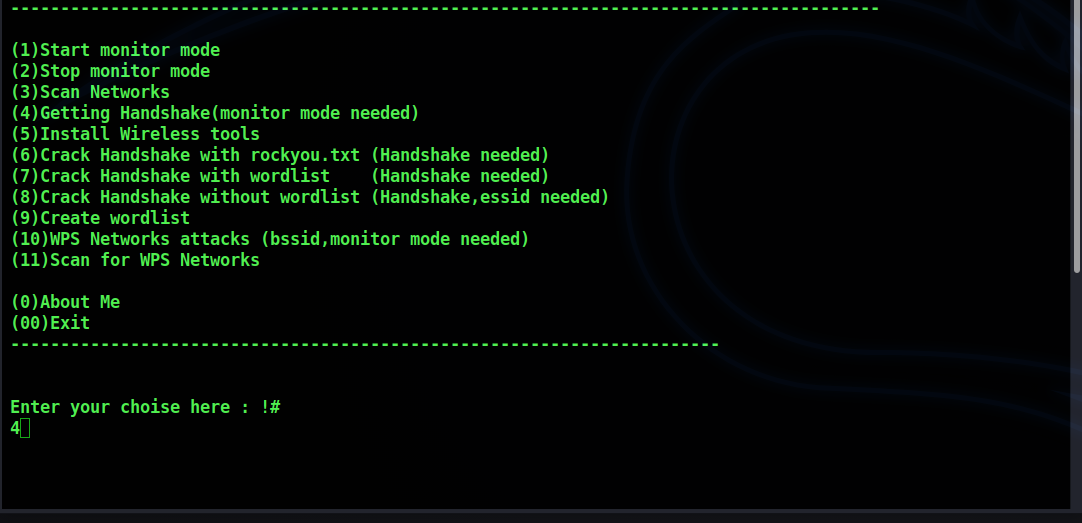 ---------------------------------------------------------------------------------------
(1)Start monitor mode
(2)Stop monitor mode
(3)Scan Networks
(4)Getting Handshake(monitor mode needed)
(5)Install Wireless tools
(6)Crack Handshake with rockyou.txt (Handshake needed)
(7)Crack Handshake with wordlist    (Handshake needed)
(8)Crack Handshake without wordlist (Handshake,essid needed)
(9)Create wordlist
(10)WPS Networks attacks (bssid,monitor mode needed)
(11)Scan for WPS Networks
(0)About Me
(00)Exit
-----------------------------------------------------------------------
Enter your choise here : !#
4